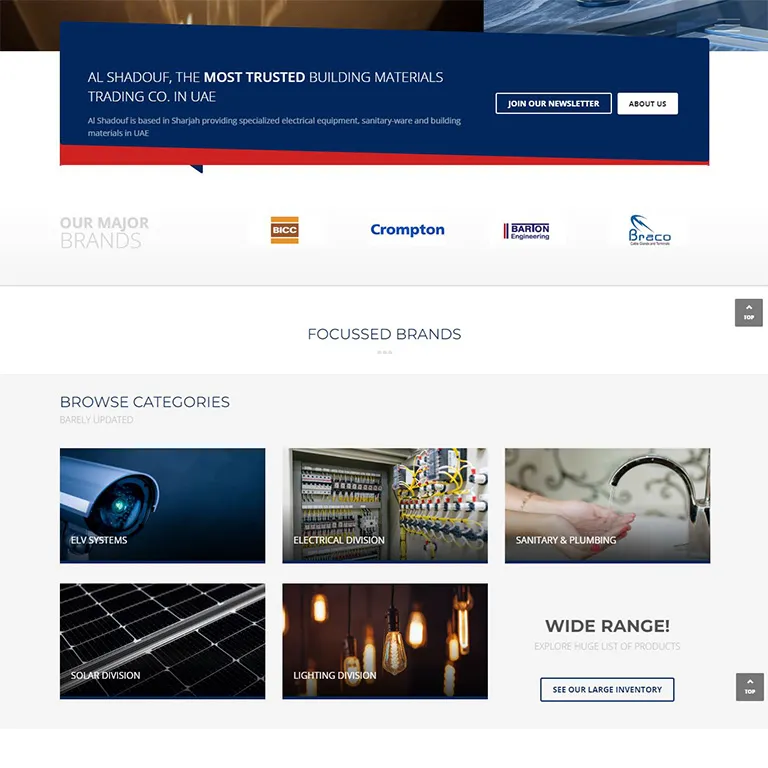 AL SHADOUF, THE MOST TRUSTED BUILDING MATERIALS
TRADING CO. IN UAE
Al Shadouf is based in Sharjah providing specialized electrical equipment, sanitary-ware and building
materials in UAE
JOIN OUR NEWSLETTER
ABOUT US
OUR MAJOR
BRANDS
BICC
Crompton
BARTON
Engineering
Braco
Cable Glands and Terminals
TOP
FOCUSSED BRANDS
BROWSE CATEGORIES
BARELY UPDATED
ELV SYSTEMS
ELECTRICAL DIVISION
SANITARY & PLUMBING
SOLAR DIVISION
LIGHTING DIVISION
WIDE RANGE!
EXPLORE HUGE LIST OF PRODUCTS
SEE OUR LARGE INVENTORY
TOP